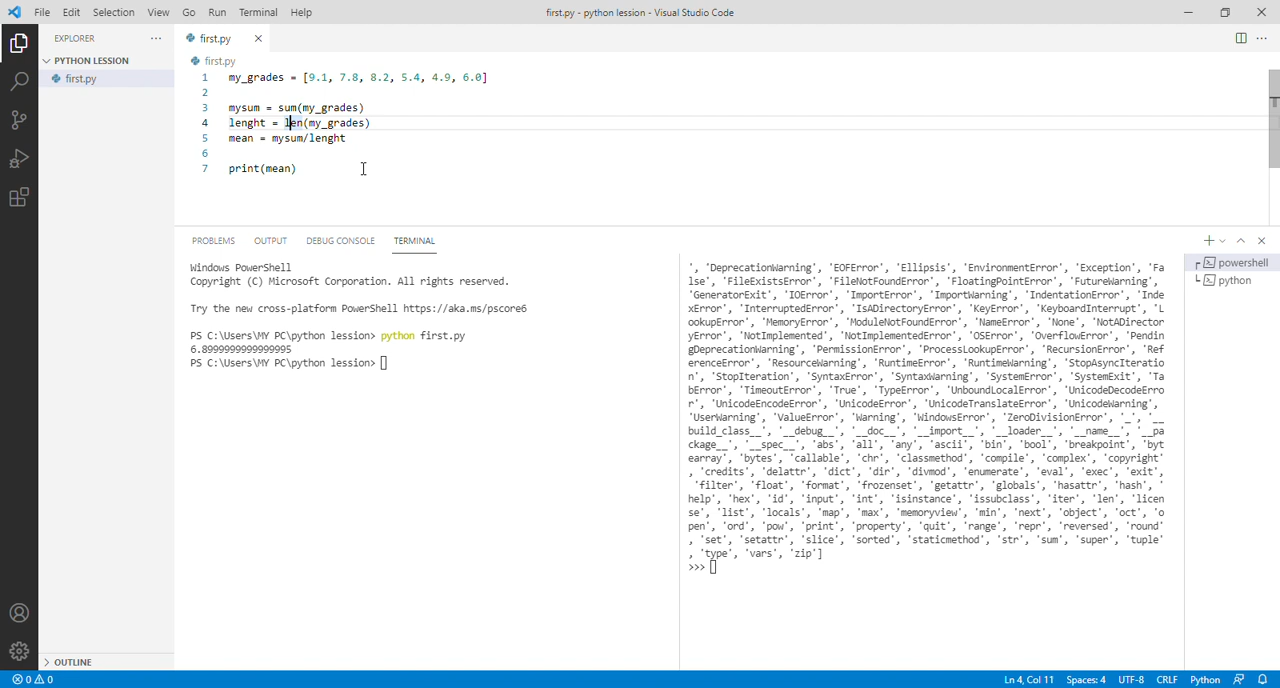 File Edit Selection View Go Run Terminal Help first.py - python lession - Visual Studio Code
EXPLORER
PYTHON LESSION
first.py
OUTLINE
first.py
first.py
1 my_grades = [9.1, 7.8, 8.2, 5.4, 4.9, 6.0]
2
3 mysum = sum(my_grades)
4 lenght = len(my_grades)
5 mean = mysum/lenght
6
7 print(mean)
PROBLEMS OUTPUT DEBUG CONSOLE TERMINAL
Windows PowerShell
Copyright (C) Microsoft Corporation. All rights reserved.
Try the new cross-platform PowerShell https://aka.ms/pscore6
PS C:\Users\MY PC\python lession> python first.py
6.8999999999999995
PS C:\Users\MY PC\python lession>
', 'DeprecationWarning', 'EOFError', 'Ellipsis', 'EnvironmentError', 'Exception', 'Fa
lse', 'FileExistsError', 'FileNotFoundError', 'FloatingPointError', 'FutureWarning',
'GeneratorExit', 'IOError', 'ImportError', 'ImportWarning', 'IndentationError', 'Inde
xError', 'InterruptedError', 'IsADirectoryError', 'KeyError', 'KeyboardInterrupt', 'L
ookupError', 'MemoryError', 'ModuleNotFoundError', 'NameError', 'None', 'NotADirector
yError', 'NotImplemented', 'NotImplementedError', 'OSError', 'OverflowError', 'Pendin
gDeprecationWarning', 'PermissionError', 'ProcessLookupError', 'RecursionError', 'Ref
erenceError', 'ResourceWarning', 'RuntimeError', 'RuntimeWarning', 'StopAsyncIteratio
n', 'StopIteration', 'SyntaxError', 'SyntaxWarning', 'SystemError', 'SystemExit', 'Ta
bError', 'TimeoutError', 'True', 'TypeError', 'UnboundLocalError', 'UnicodeDecodeErro
r', 'UnicodeEncodeError', 'UnicodeError', 'UnicodeTranslateError', 'UnicodeWarning',
'UserWarning', 'ValueError', 'Warning', 'WindowsError', 'ZeroDivisionError', '_', '__
build_class__', '__debug__', '__doc__', '__import__', '__loader__', '__name__', '__pa
ckage__', '__spec__', 'abs', 'all', 'any', 'ascii', 'bin', 'bool', 'breakpoint', 'byt
earray', 'bytes', 'callable', 'chr', 'classmethod', 'compile', 'complex', 'copyright'
, 'credits', 'delattr', 'dict', 'dir', 'divmod', 'enumerate', 'eval', 'exec', 'exit',
'filter', 'float', 'format', 'frozenset', 'getattr', 'globals', 'hasattr', 'hash', '
help', 'hex', 'id', 'input', 'int', 'isinstance', 'issubclass', 'iter', 'len', 'licen
se', 'list', 'locals', 'map', 'max', 'memoryview', 'min', 'next', 'object', 'oct', 'o
pen', 'ord', 'pow', 'print', 'property', 'quit', 'range', 'repr', 'reversed', 'round'
, 'set', 'setattr', 'slice', 'sorted', 'staticmethod', 'str', 'sum', 'super', 'tuple'
, 'type', 'vars', 'zip']
>>>
powershell
python
0 0 Ln 4, Col 11 Spaces: 4 UTF-8 CRLF Python